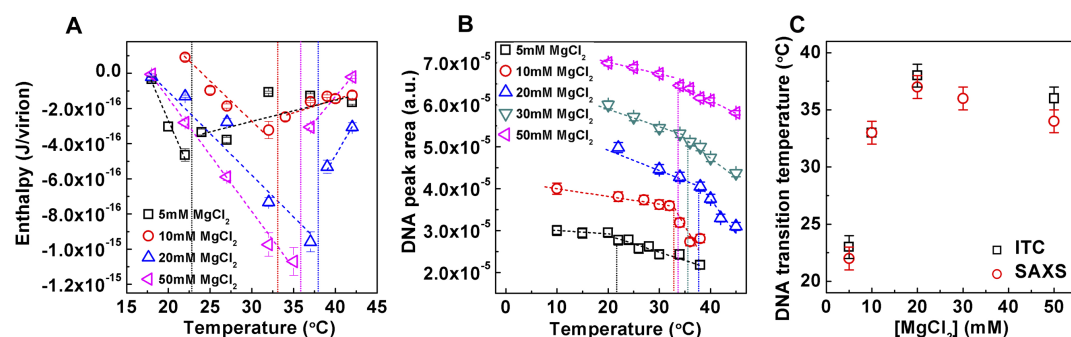 A
Enthalpy (J/virion)
0.0
-2.0x10⁻¹⁶
-4.0x10⁻¹⁶
-6.0x10⁻¹⁶
-8.0x10⁻¹⁶
-1.0x10⁻¹⁵
-1.2x10⁻¹⁵
5mM MgCl₂
10mM MgCl₂
20mM MgCl₂
50mM MgCl₂
15 20 25 30 35 40 45
Temperature (°C)
B
DNA peak area (a.u.)
7.0x10⁻⁵
6.0x10⁻⁵
5.0x10⁻⁵
4.0x10⁻⁵
3.0x10⁻⁵
2.0x10⁻⁵
5mM MgCl₂
10mM MgCl₂
20mM MgCl₂
30mM MgCl₂
50mM MgCl₂
0 10 20 30 40
Temperature (°C)
C
DNA transition temperature (°C)
40
35
30
25
20
ITC
SAXS
0 10 20 30 40 50
[MgCl₂] (mM)